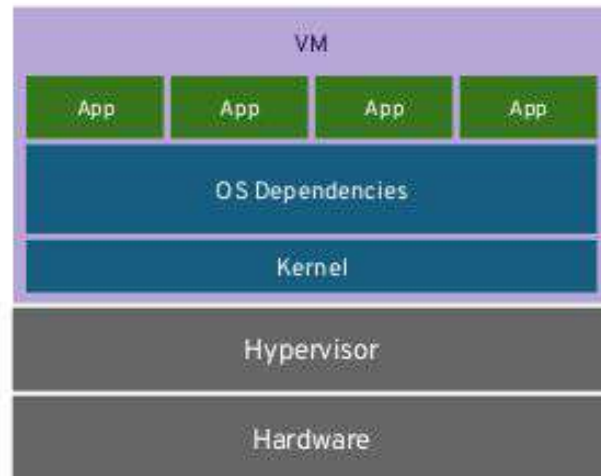 VM
App App App App
OS Dependencies
Kernel
Hypervisor
Hardware